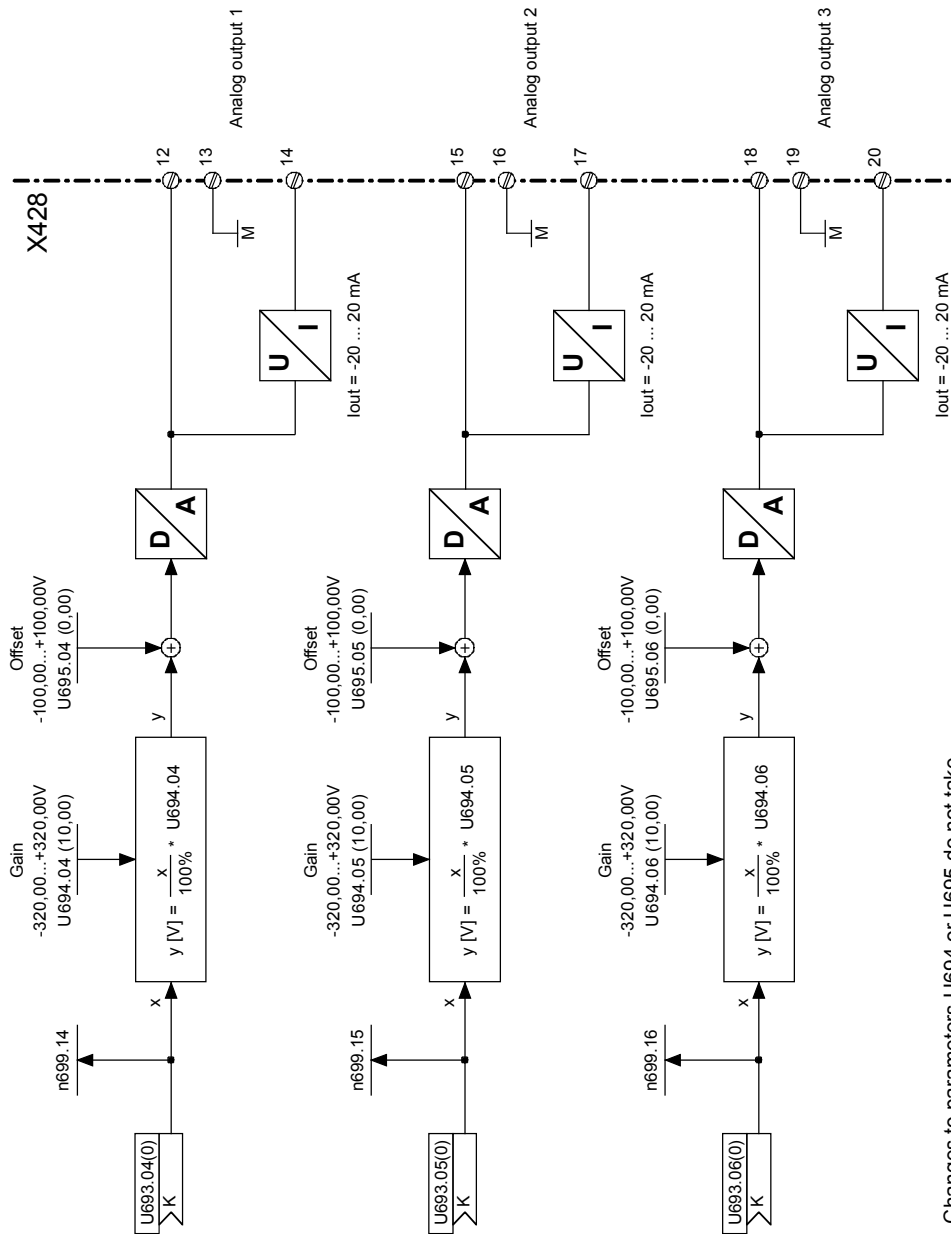 X428
n699.14
U693.04(0)
K
x
Gain
-320,00...+320,00V
U694.04 (10,00)
y [V] = x / 100% * U694.04
y
Offset
-100,00...+100,00V
U695.04 (0,00)
+
D
A
U
I
Iout = -20 ... 20 mA
M
12
13
14
Analog output 1
n699.15
U693.05(0)
K
x
Gain
-320,00...+320,00V
U694.05 (10,00)
y [V] = x / 100% * U694.05
y
Offset
-100,00...+100,00V
U695.05 (0,00)
+
D
A
U
I
Iout = -20 ... 20 mA
M
15
16
17
Analog output 2
n699.16
U693.06(0)
K
x
Gain
-320,00...+320,00V
U694.06 (10,00)
y [V] = x / 100% * U694.06
y
Offset
-100,00...+100,00V
U695.06 (0,00)
+
D
A
U
I
Iout = -20 ... 20 mA
M
18
19
20
Analog output 3
Changes to parameters U694 or U695 do not take